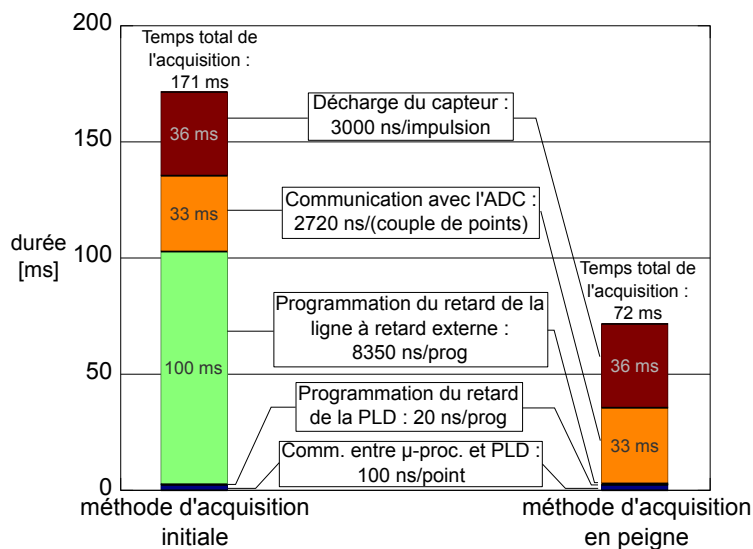 200
150
100
50
0
durée
[ms]
Temps total de
l'acquisition :
171 ms
36 ms
33 ms
100 ms
Décharge du capteur :
3000 ns/impulsion
Communication avec l'ADC :
2720 ns/(couple de points)
Programmation du retard de la
ligne à retard externe :
8350 ns/prog
Programmation du retard
de la PLD : 20 ns/prog
Comm. entre µ-proc. et PLD :
100 ns/point
Temps total de
l'acquisition :
72 ms
36 ms
33 ms
méthode d'acquisition
initiale
méthode d'acquisition
en peigne